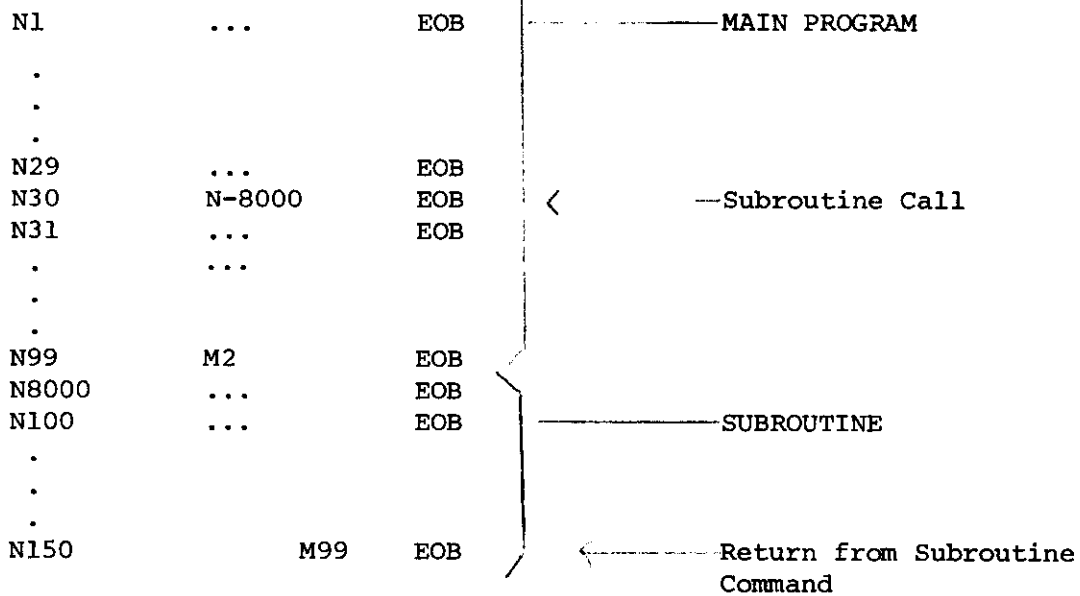 N1 ... EOB MAIN PROGRAM
.
.
.
N29 ... EOB
N30 N-8000 EOB Subroutine Call
N31 ... EOB
. ...
.
.
N99 M2 EOB
N8000 ... EOB
N100 ... EOB SUBROUTINE
.
.
.
N150 M99 EOB Return from Subroutine
Command